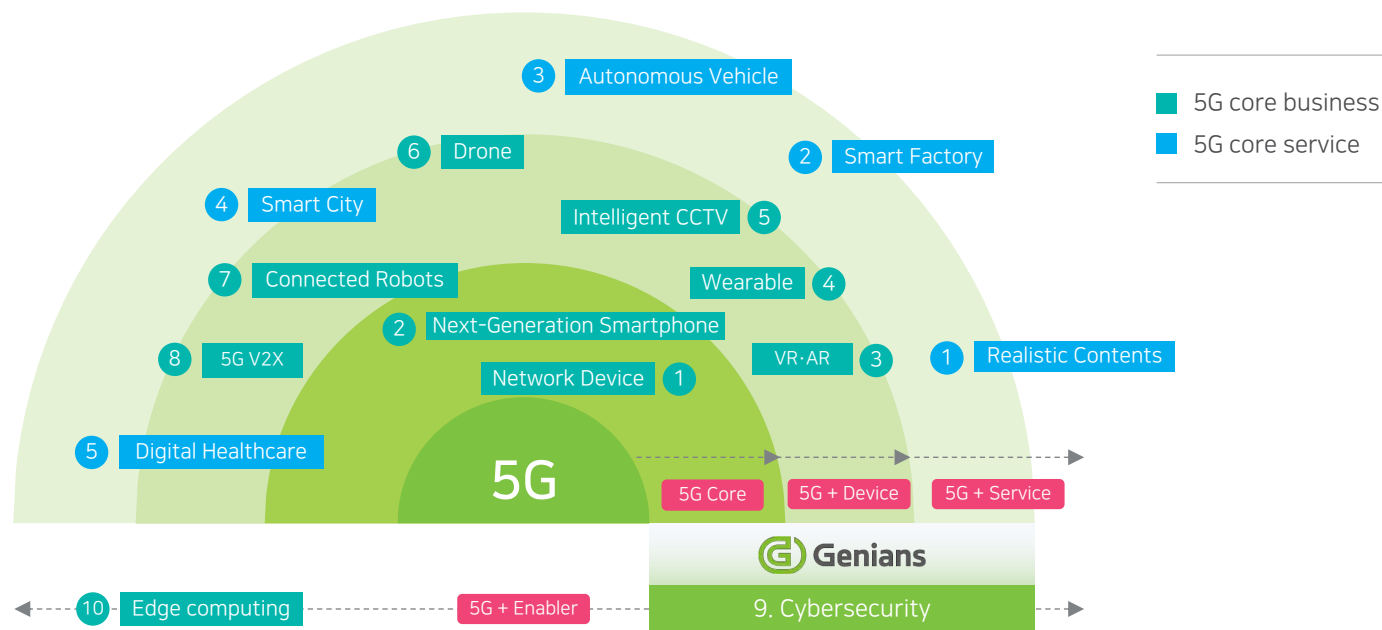 3 Autonomous Vehicle
5G core business
5G core service
6 Drone
2 Smart Factory
4 Smart City
Intelligent CCTV 5
7 Connected Robots
Wearable 4
2 Next-Generation Smartphone
8 5G V2X
VR·AR 3
1 Realistic Contents
Network Device 1
5 Digital Healthcare
5G
5G Core
5G + Device
5G + Service
G Genians
10 Edge computing
5G + Enabler
9. Cybersecurity